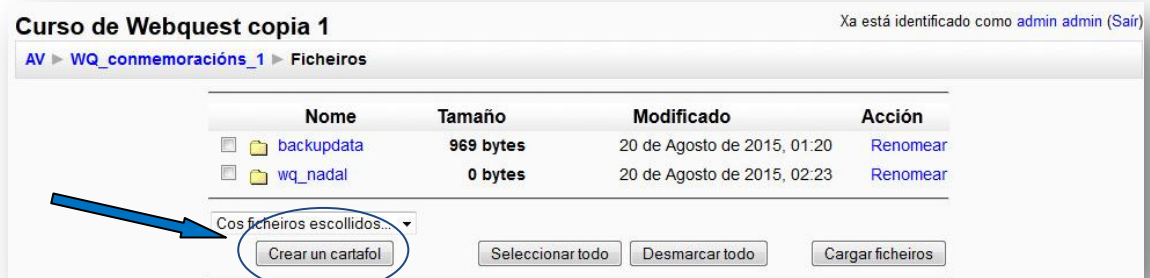 Curso de Webquest copia 1
Xa está identificado como admin admin (Saír)
AV ► WQ_conmemoracións_1 ► Ficheiros
Nome Tamaño Modificado Acción
backupdata 969 bytes 20 de Agosto de 2015, 01:20 Renomear
wq_nadal 0 bytes 20 de Agosto de 2015, 02:23 Renomear
Cos ficheiros escollidos...
Crear un cartafol Seleccionar todo Desmarcar todo Cargar ficheiros